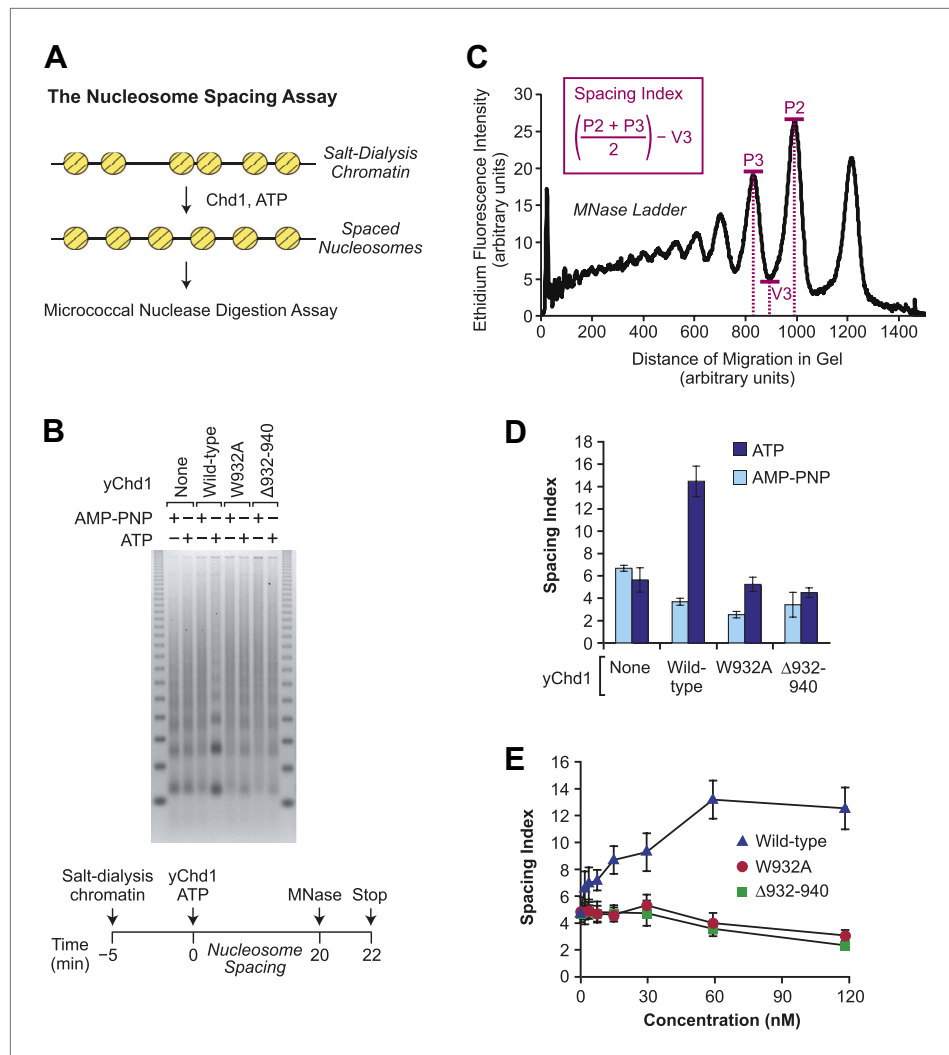 A
The Nucleosome Spacing Assay
Salt-Dialysis
Chromatin
Chd1, ATP
Spaced
Nucleosomes
Micrococcal Nuclease Digestion Assay
B
yChd1
None
Wild-type
W932A
Δ932-940
AMP-PNP + – + – + – + –
ATP – + – + – + – +
Salt-dialysis
chromatin
yChd1
ATP
MNase
Stop
Time
(min)
–5
0
Nucleosome
Spacing
20
22
C
Ethidium Fluorescence Intensity
(arbitrary units)
30
25
20
15
10
5
0
Spacing Index
(P2 + P3 / 2) – V3
MNase Ladder
P3
P2
V3
0 200 400 600 800 1000 1200 1400
Distance of Migration in Gel
(arbitrary units)
D
Spacing Index
18
16
14
12
10
8
6
4
2
0
ATP
AMP-PNP
yChd1
None
Wild-
type
W932A
Δ932-
940
E
Spacing Index
16
14
12
10
8
6
4
2
0
Wild-type
W932A
Δ932-940
0 30 60 90 120
Concentration (nM)